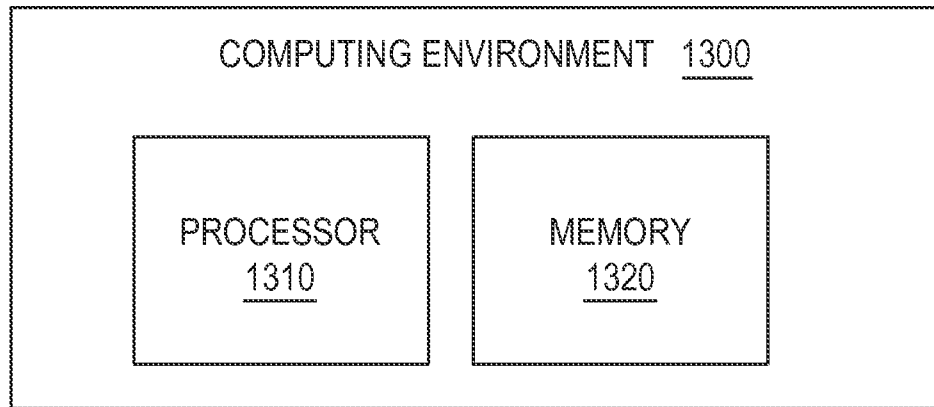 COMPUTING ENVIRONMENT 1300
PROCESSOR
1310
MEMORY
1320